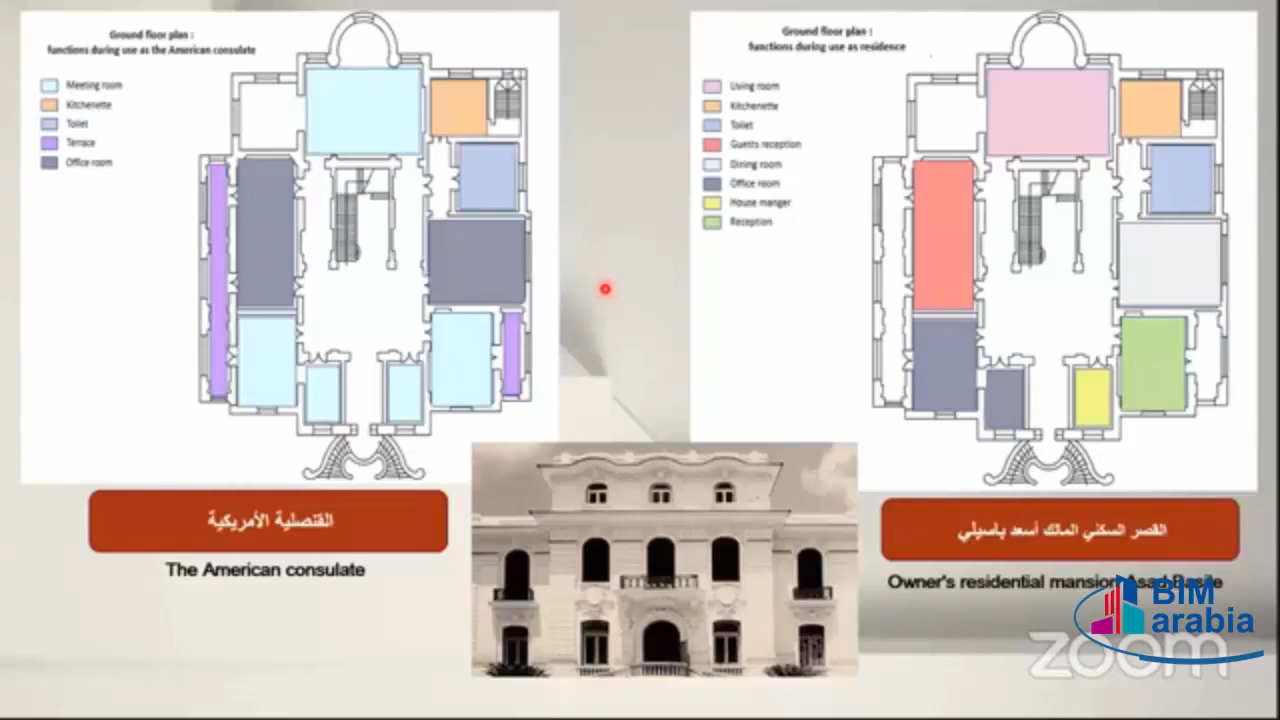 Ground floor plan :
functions during use as the American consulate
Meeting room
Kitchenette
Toilet
Terrace
Office room
القنصلية الأمريكية
The American consulate
Ground floor plan :
functions during use as residence
Living room
Kitchenette
Toilet
Guests reception
Dining room
Office room
House manger
Reception
القصر السكني المالك أسعد باسيلي
Owner's residential mansion Asad Basile
BIM
arabia
zoom